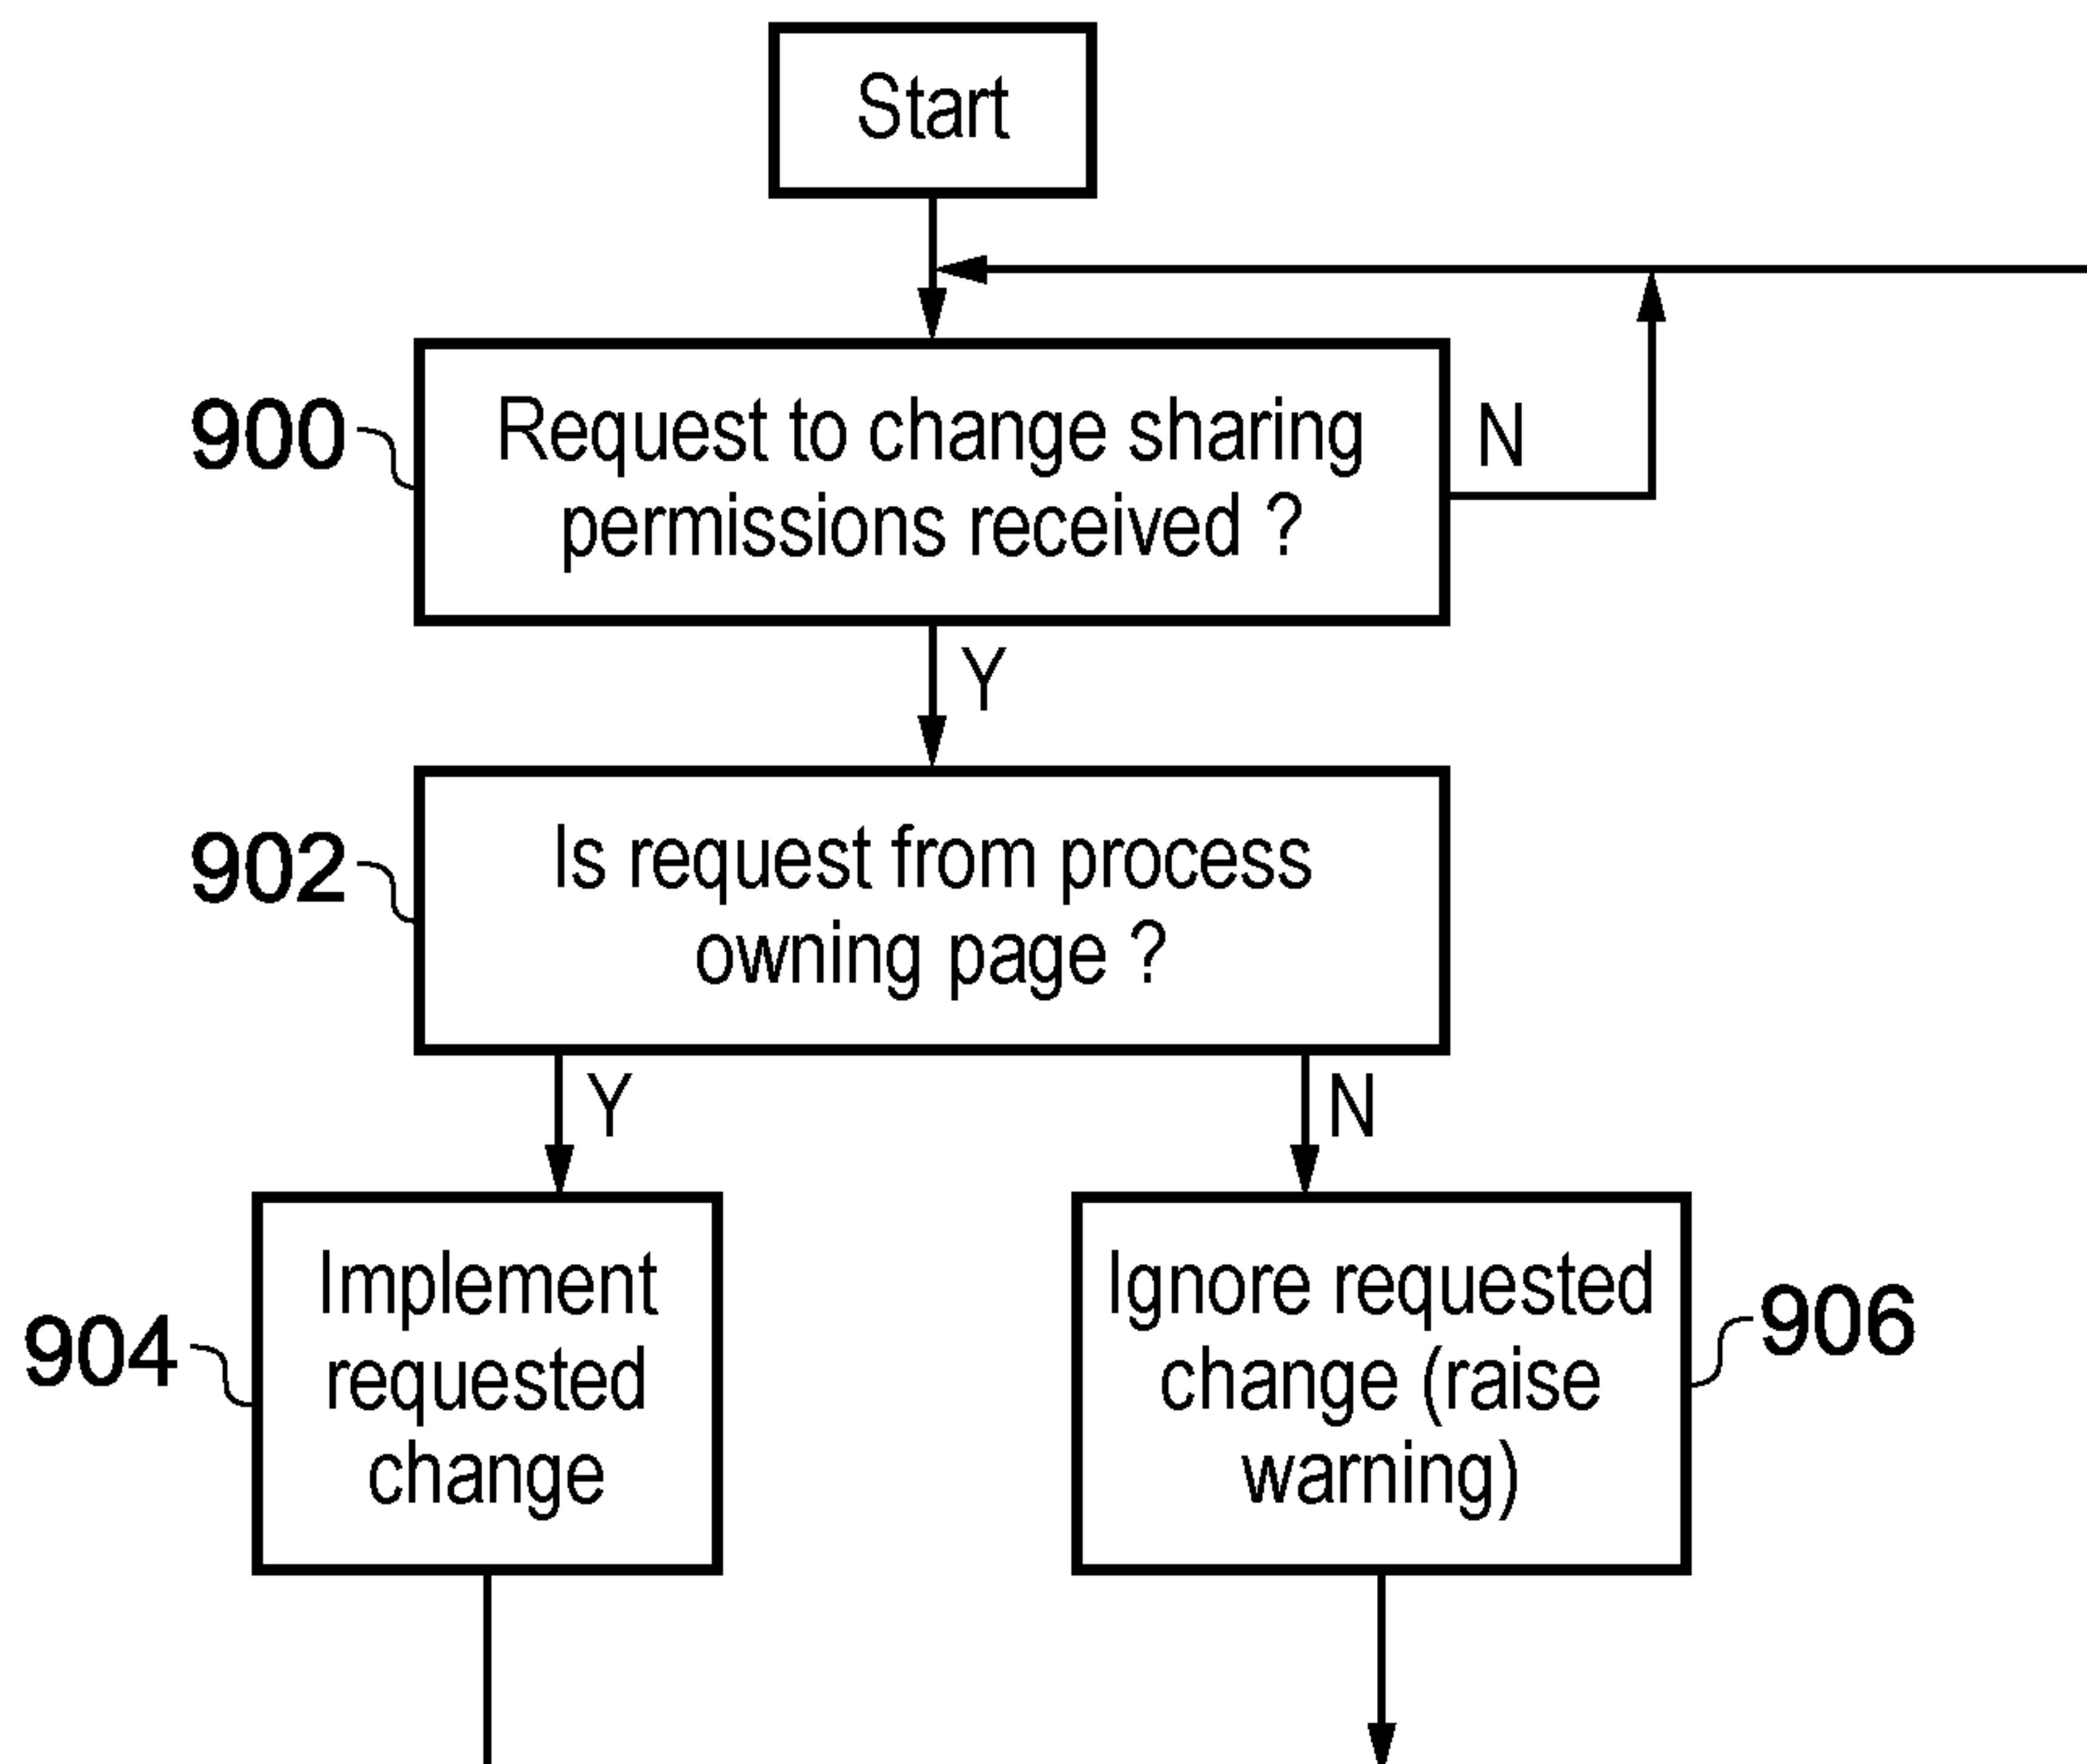 Start
900
Request to change sharing
permissions received ?
N
Y
902
Is request from process
owning page ?
Y
N
904
Implement
requested
change
Ignore requested
change (raise
warning)
906